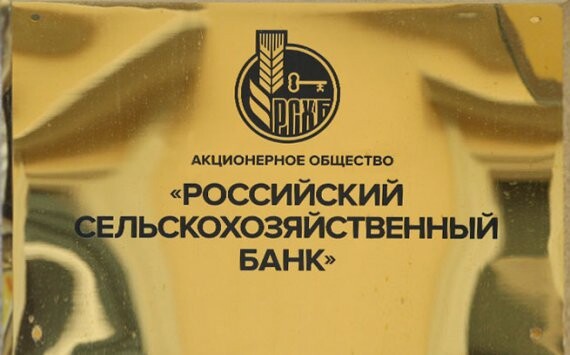 РСХБ
АКЦИОНЕРНОЕ ОБЩЕСТВО
«РОССИЙСКИЙ
СЕЛЬСКОХОЗЯЙСТВЕННЫЙ
БАНК»